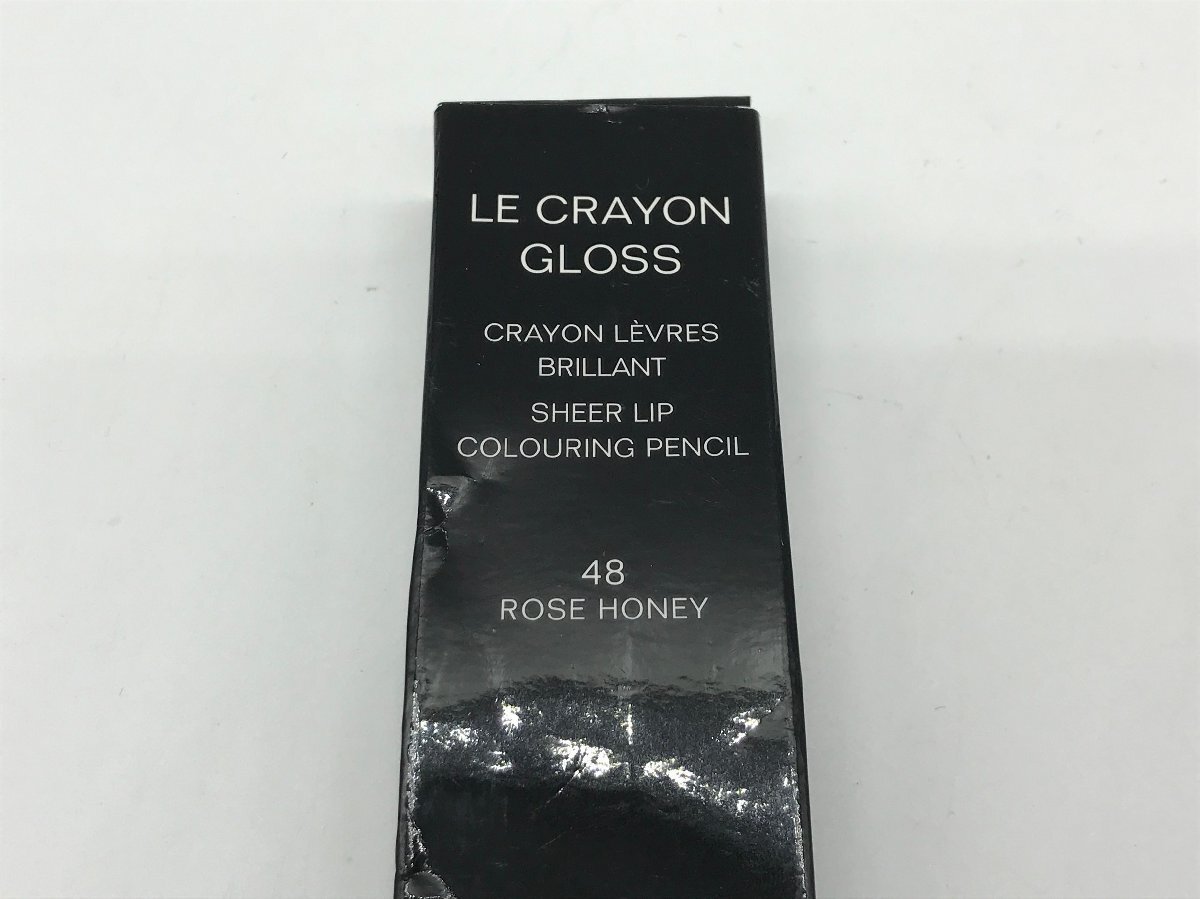 LE CRAYON
GLOSS
CRAYON LÈVRES
BRILLANT
SHEER LIP
COLOURING PENCIL
48
ROSE HONEY